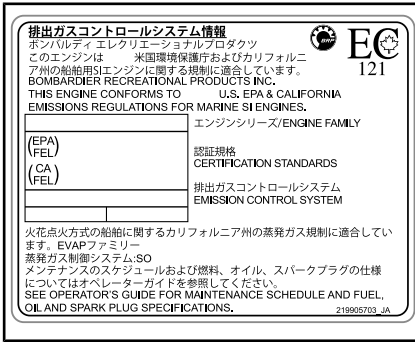 排出ガスコントロールシステム情報
ボンバルディ エレクリエーショナルプロダクツ
このエンジンは 米国環境保護庁およびカリフォルニ
ア州の船舶用SIエンジンに関する規制に適合しています。
BOMBARDIER RECREATIONAL PRODUCTS INC.
THIS ENGINE CONFORMS TO U.S. EPA & CALIFORNIA
EMISSIONS REGULATIONS FOR MARINE SI ENGINES.
BRP
EC
121
エンジンシリーズ/ENGINE FAMILY
(EPA FEL)
認証規格
CERTIFICATION STANDARDS
(CA FEL)
排出ガスコントロールシステム
EMISSION CONTROL SYSTEM
火花点火方式の船舶に関するカリフォルニア州の蒸発ガス規制に適合してい
ます。EVAPファミリー
蒸発ガス制御システム:SO
メンテナンスのスケジュールおよび燃料、オイル、スパークプラグの仕様
についてはオペレーターガイドを参照してください。
SEE OPERATOR'S GUIDE FOR MAINTENANCE SCHEDULE AND FUEL,
OIL AND SPARK PLUG SPECIFICATIONS.
219905703_JA